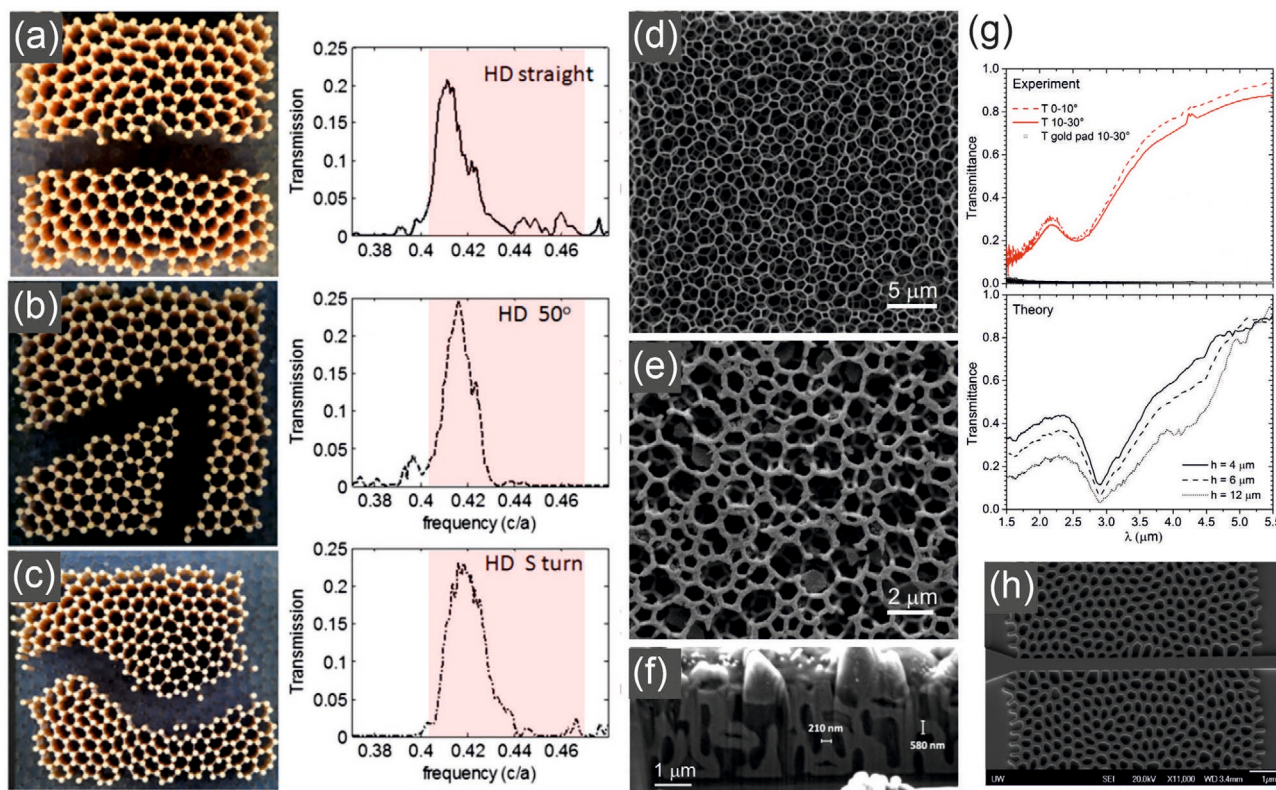 (a)
0.25
0.2
0.15
0.1
0.05
0
Transmission
HD straight
0.38 0.4 0.42 0.44 0.46
(b)
0.25
0.2
0.15
0.1
0.05
0
Transmission
HD 50°
0.38 0.4 0.42 0.44 0.46
frequency (c/a)
(c)
0.25
0.2
0.15
0.1
0.05
0
Transmission
HD S turn
0.38 0.4 0.42 0.44 0.46
frequency (c/a)
(d)
5 μm
(e)
2 μm
(f)
210 nm
580 nm
1 μm
(g)
1.0
0.8
0.6
0.4
0.2
0.0
Transmittance
Experiment
T 0-10°
T 10-30°
T gold pad 10-30°
1.0
0.8
0.6
0.4
0.2
0.0
Transmittance
Theory
h = 4 μm
h = 6 μm
h = 12 μm
1.5 2.0 2.5 3.0 3.5 4.0 4.5 5.0 5.5
λ (μm)
(h)
UW SEI 20.0kV X11,000 WD 3.4mm 1μm